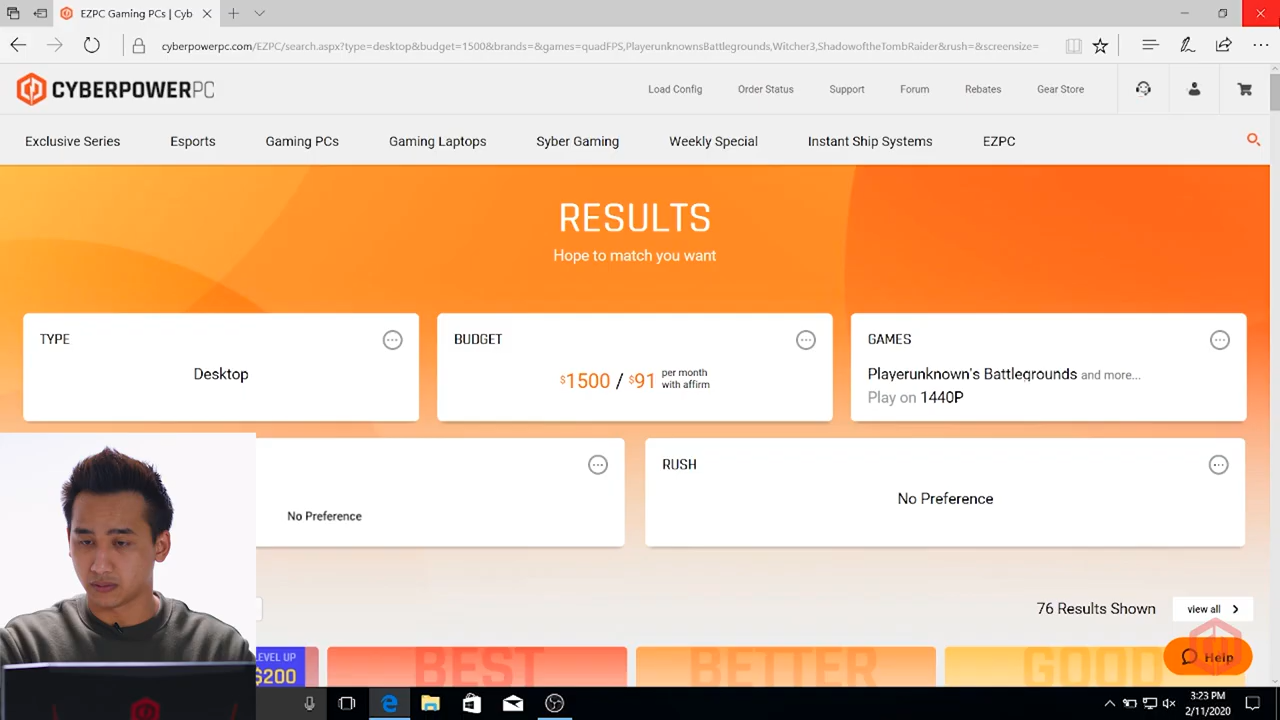 EZPC Gaming PCs | Cyb
cyberpowerpc.com/EZPC/search.aspx?type=desktop&budget=1500&brands=&games=quadFPS,PlayerunknownsBattlegrounds,Witcher3,ShadowoftheTombRaider&rush=&screensize=
CYBERPOWERPC
Load Config Order Status Support Forum Rebates Gear Store
Exclusive Series Esports Gaming PCs Gaming Laptops Syber Gaming Weekly Special Instant Ship Systems EZPC
RESULTS
Hope to match you want
TYPE
Desktop
BUDGET
$1500 / $91 per month
with affirm
GAMES
Playerunknown's Battlegrounds and more...
Play on 1440P
No Preference
RUSH
No Preference
76 Results Shown
view all
LEVEL UP
$200
BEST
BETTER
GOOD
Help
3:23 PM
2/11/2020